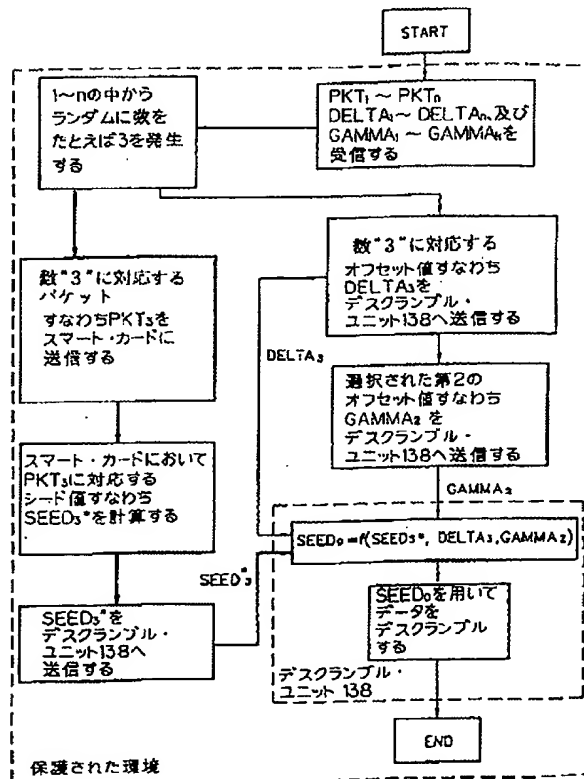 START
PKT₁ ～ PKTₙ
DELTA₁～ DELTAₙ,及び
GAMMA₁ ～ GAMMAₖを
受信する
1～nの中から
ランダムに数を
たとえば3を発生
する
数"3"に対応する
パケット
すなわちPKT₃を
スマート・カードに
送信する
数"3"に対応する
オフセット値すなわち
DELTA₃を
デスクランブル・
ユニット138へ送信する
DELTA₃
選択された第2の
オフセット値すなわち
GAMMA₂を
デスクランブル・
ユニット138へ送信する
GAMMA₂
スマート・カードにおいて
PKT₃に対応する
シード値すなわち
SEED₃*を計算する
SEED₀=f(SEED₃*, DELTA₃,GAMMA₂)
SEED*₃
SEED₃*を
デスクランブル・
ユニット138へ
送信する
SEED₀を用いて
データを
デスクランブル
する
デスクランブル・
ユニット 138
END
保護された環境